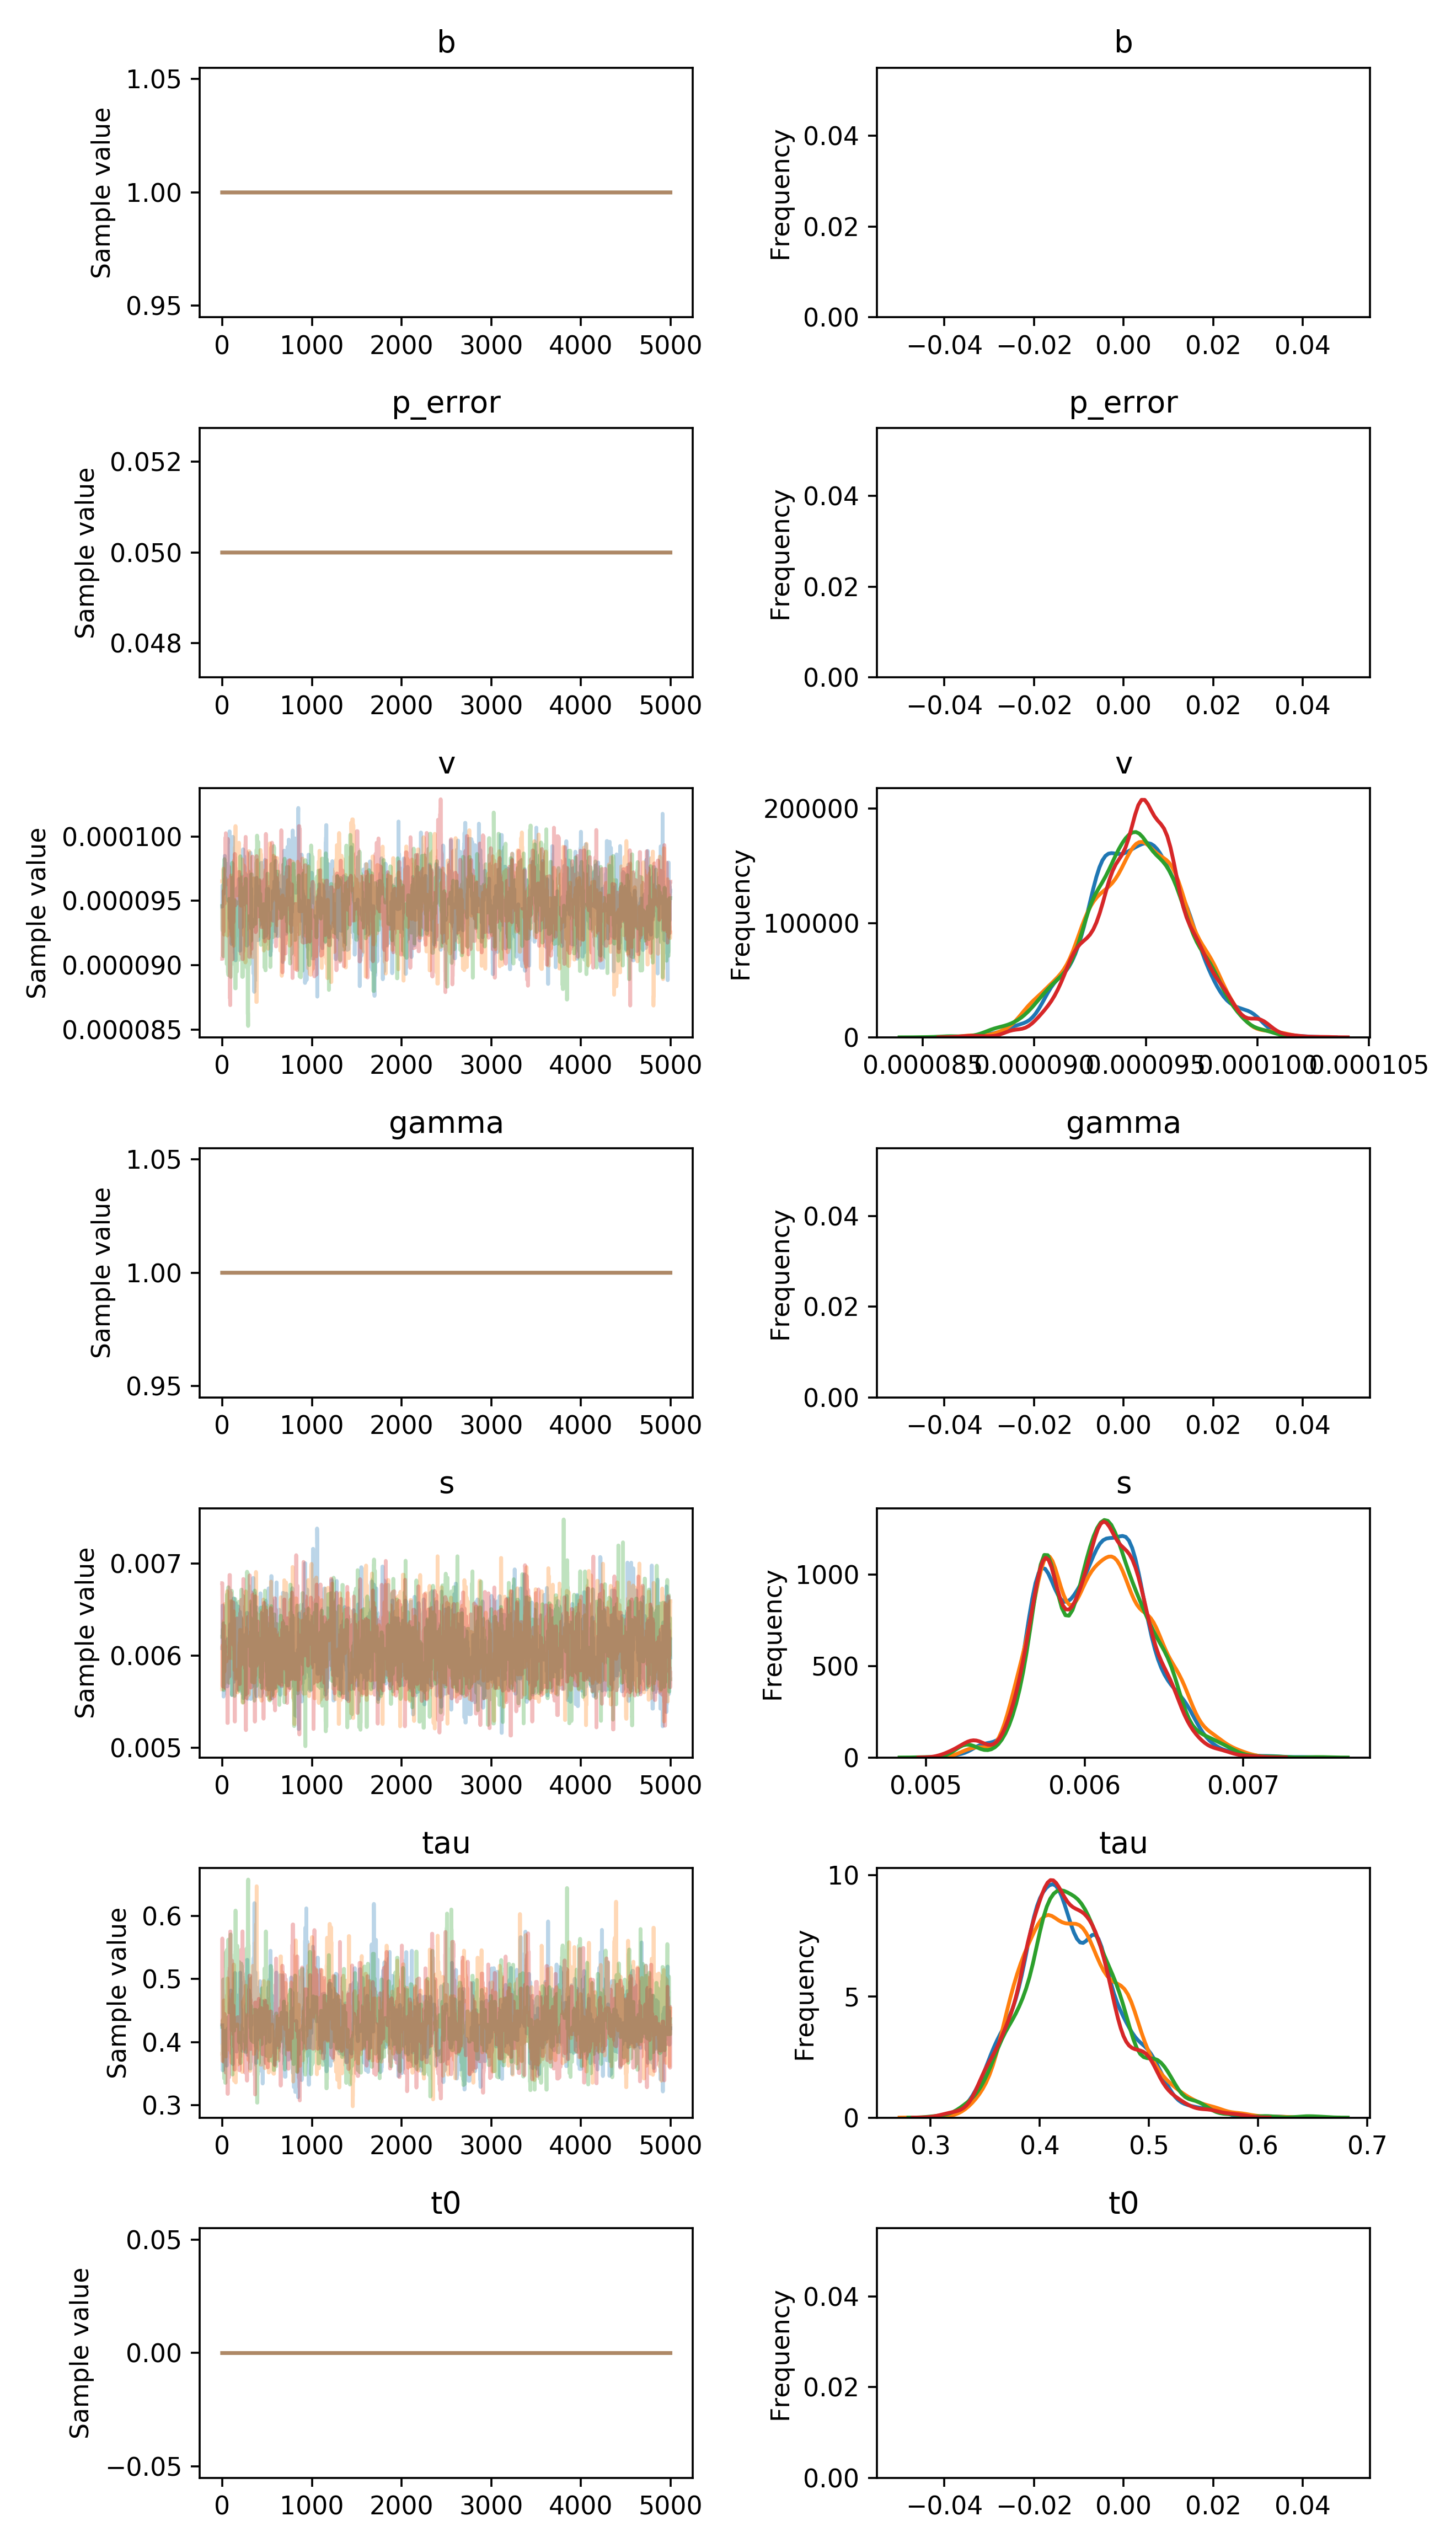 b
b
Sample value
1.05
1.00
0.95
0 1000 2000 3000 4000 5000
Frequency
0.04
0.02
0.00
−0.04 −0.02 0.00 0.02 0.04
p_error
p_error
Sample value
0.052
0.050
0.048
0 1000 2000 3000 4000 5000
Frequency
0.04
0.02
0.00
−0.04 −0.02 0.00 0.02 0.04
v
v
Sample value
0.000100
0.000095
0.000090
0.000085
0 1000 2000 3000 4000 5000
Frequency
200000
100000
0
0.000085 0.000090 0.000095 0.000100 0.000105
gamma
gamma
Sample value
1.05
1.00
0.95
0 1000 2000 3000 4000 5000
Frequency
0.04
0.02
0.00
−0.04 −0.02 0.00 0.02 0.04
s
s
Sample value
0.007
0.006
0.005
0 1000 2000 3000 4000 5000
Frequency
1000
500
0
0.005 0.006 0.007
tau
tau
Sample value
0.6
0.5
0.4
0.3
0 1000 2000 3000 4000 5000
Frequency
10
5
0
0.3 0.4 0.5 0.6 0.7
t0
t0
Sample value
0.05
0.00
−0.05
0 1000 2000 3000 4000 5000
Frequency
0.04
0.02
0.00
−0.04 −0.02 0.00 0.02 0.04